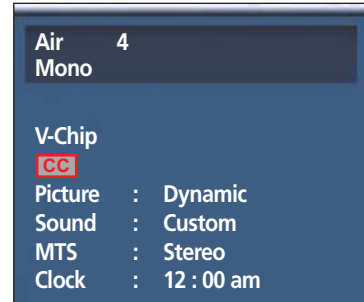 Air 4
Mono
V-Chip
CC
Picture : Dynamic
Sound : Custom
MTS : Stereo
Clock : 12 : 00 am